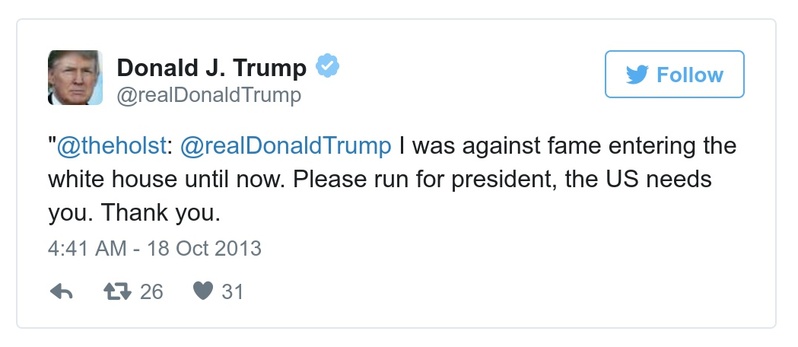 Donald J. Trump
@realDonaldTrump
Follow
"@theholst: @realDonaldTrump I was against fame entering the
white house until now. Please run for president, the US needs
you. Thank you.
4:41 AM - 18 Oct 2013
26 31